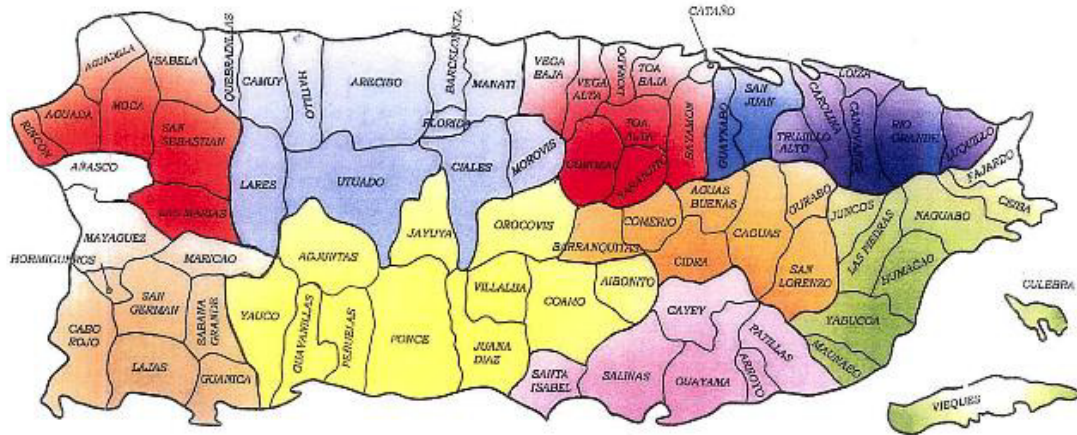 CATAÑO
AGUADILLA
ISABELA
QUEBRADILLAS
CAMUY
HATILLO
ARECIBO
BARCELONETA
MANATI
VEGA
BAJA
VEGA
ALTA
DORADO
TOA
BAJA
BAYAMON
GUAYNABO
SAN
JUAN
TRUJILLO
ALTO
CAROLINA
CANOVANAS
LOIZA
RIO
GRANDE
LUQUILLO
FAJARDO
CEIBA
RINCON
AGUADA
MOCA
SAN
SEBASTIAN
AÑASCO
LAS MARIAS
LARES
UTUADO
FLORIDA
CIALES
MOROVIS
COROZAL
TOA
ALTA
NARANJITO
MAYAGUEZ
HORMIGUEROS
MARICAO
ADJUNTAS
JAYUYA
OROCOVIS
BARRANQUITAS
COMERIO
AGUAS
BUENAS
CAGUAS
GURABO
JUNCOS
LAS PIEDRAS
NAGUABO
HUMACAO
CIDRA
SAN
LORENZO
CABO
ROJO
SAN
GERMAN
SABANA
GRANDE
LAJAS
GUANICA
YAUCO
GUAYANILLAS
PEÑUELAS
PONCE
VILLALBA
JUANA
DIAZ
COAMO
AIBONITO
CAYEY
SANTA
ISABEL
SALINAS
GUAYAMA
ARROYO
PATILLAS
YABUCOA
MAUNABO
CULEBRA
VIEQUES